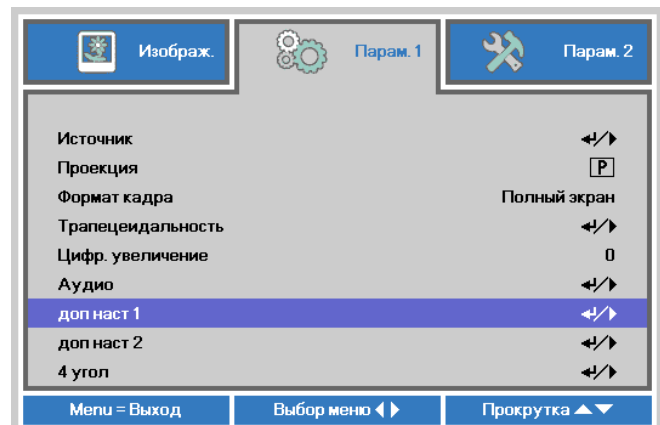 Изображ. Парам. 1 Парам. 2
Источник
Проекция P
Формат кадра Полный экран
Трапецеидальность
Цифр. увеличение 0
Аудио
доп наст 1
доп наст 2
4 угол
Menu = Выход Выбор меню Прокрутка